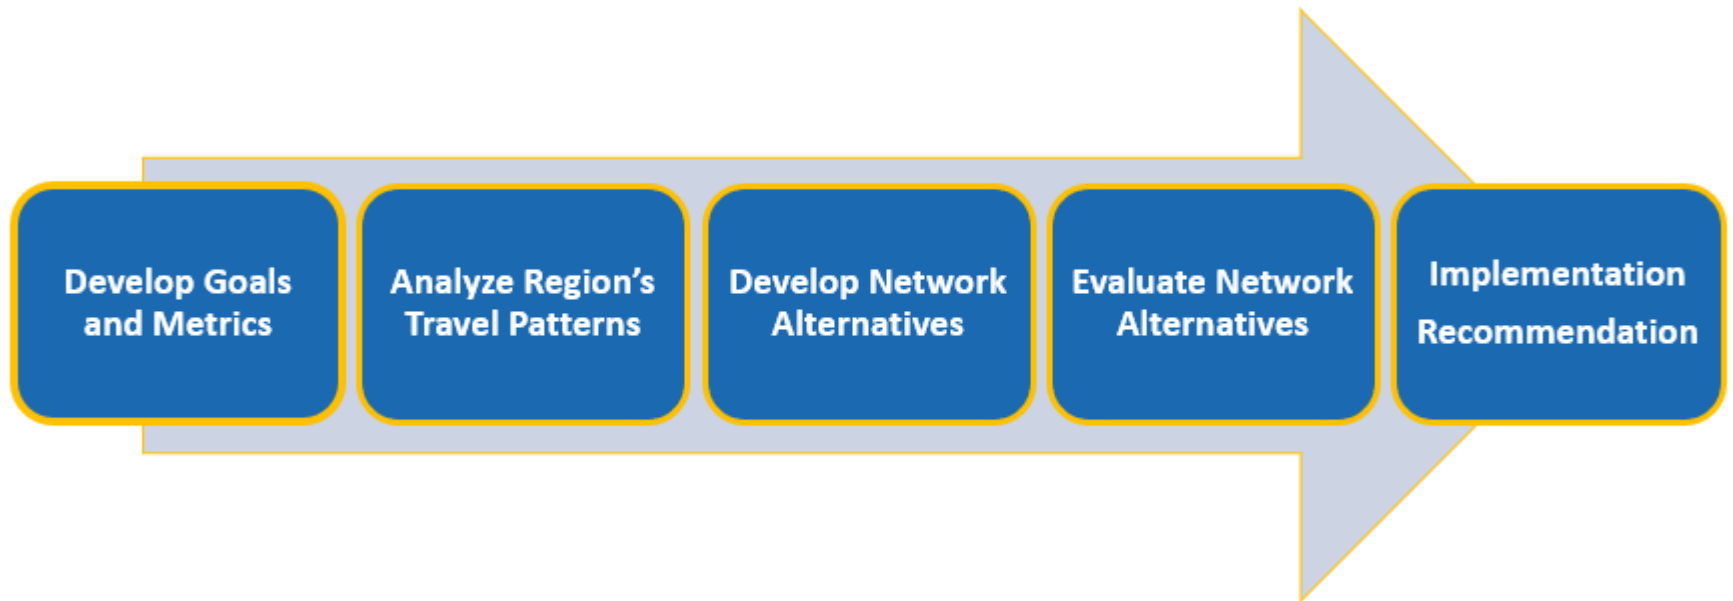 Develop Goals
and Metrics
Analyze Region’s
Travel Patterns
Develop Network
Alternatives
Evaluate Network
Alternatives
Implementation
Recommendation